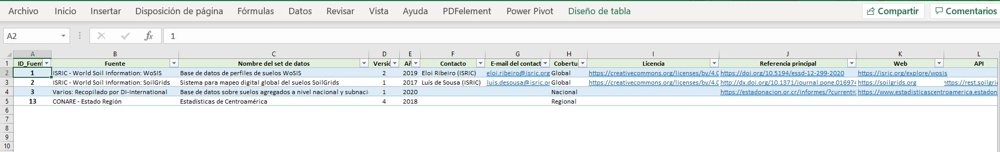 Archivo Inicio Insertar Disposición de página Fórmulas Datos Revisar Vista Ayuda PDFelement Power Pivot Diseño de tabla Compartir Comentarios
A2 fx 1
A B C D E F G H I J K L
1 ID_Fuent Fuente Nombre del set de datos Versió Añ Contacto E-mail del contact Cobertu Licencia Referencia principal Web API
2 1 ISRIC - World Soil Information: WoSIS Base de datos de perfiles de suelos WoSIS 2 2019 Eloi Ribeiro (ISRIC) eloi.ribeiro@isric.org Global https://creativecommons.org/licenses/by/4.0 https://doi.org/10.5194/essd-12-299-2020 https://isric.org/explore/wosis
3 2 ISRIC - World Soil Information: SoilGrids Sistema para mapeo digital global del suelos SoilGrids 1 2017 Luís de Sousa (ISRIC) luis.desousa@isric.or Global https://creativecommons.org/licenses/by/4.0 http://dx.doi.org/10.1371/journal.pone.016974 https://soilgrids.org https://rest.soilgri
4 3 Varios: Recopilado por DI-International Base de datos sobre suelos agregados a nivel nacional y subnaci 1 2020 Nacional https://estadonacion.or.cr/informes/?current= https://www.estadisticascentroamerica.estadon
5 13 CONARE - Estado Región Estadísticas de Centroamérica 4 2018 Regional
6
7
8
9
10